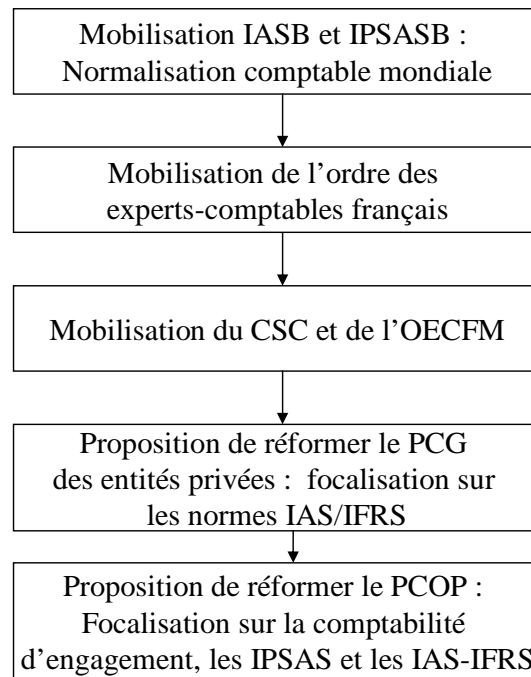 Mobilisation IASB et IPSASB :
Normalisation comptable mondiale
Mobilisation de l’ordre des
experts-comptables français
Mobilisation du CSC et de l’OECFM
Proposition de réformer le PCG
des entités privées : focalisation sur
les normes IAS/IFRS
Proposition de réformer le PCOP :
Focalisation sur la comptabilité
d’engagement, les IPSAS et les IAS-IFRS